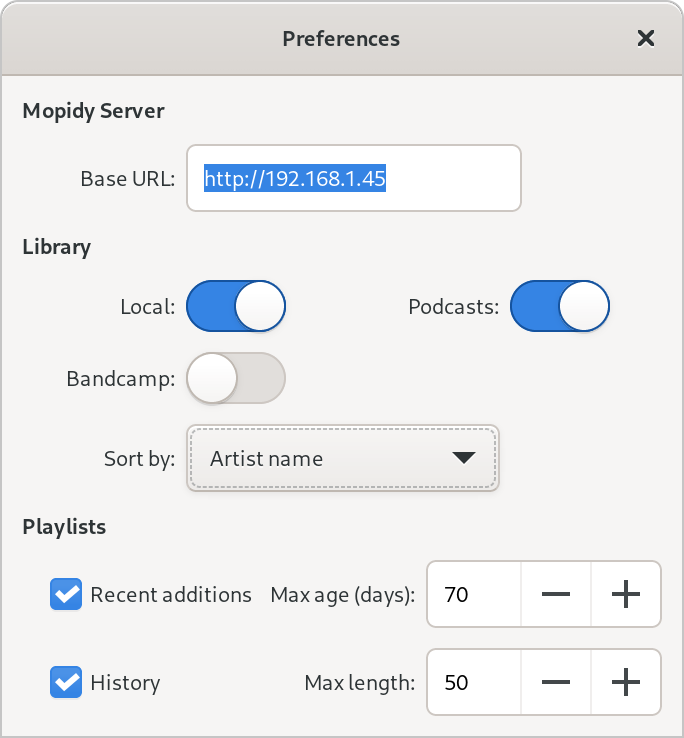 Preferences
Mopidy Server
Base URL: http://192.168.1.45
Library
Local: Podcasts:
Bandcamp:
Sort by: Artist name
Playlists
Recent additions Max age (days): 70
History Max length: 50